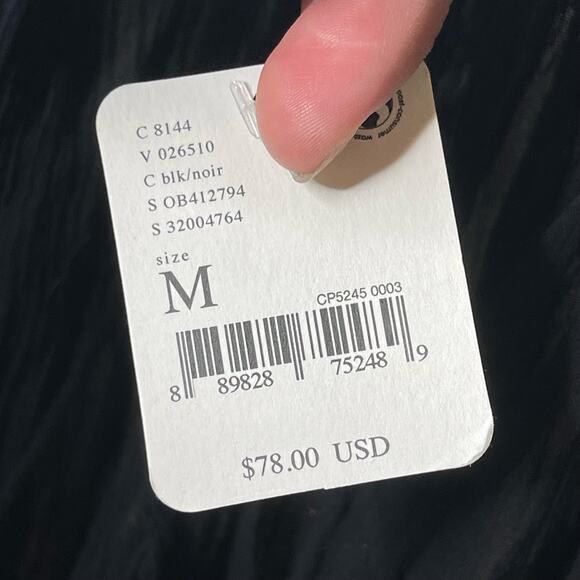 C 8144
V 026510
C blk/noir
S OB412794
S 32004764
size
M
CP5245 0003
8 89828 75248 9
$78.00 USD